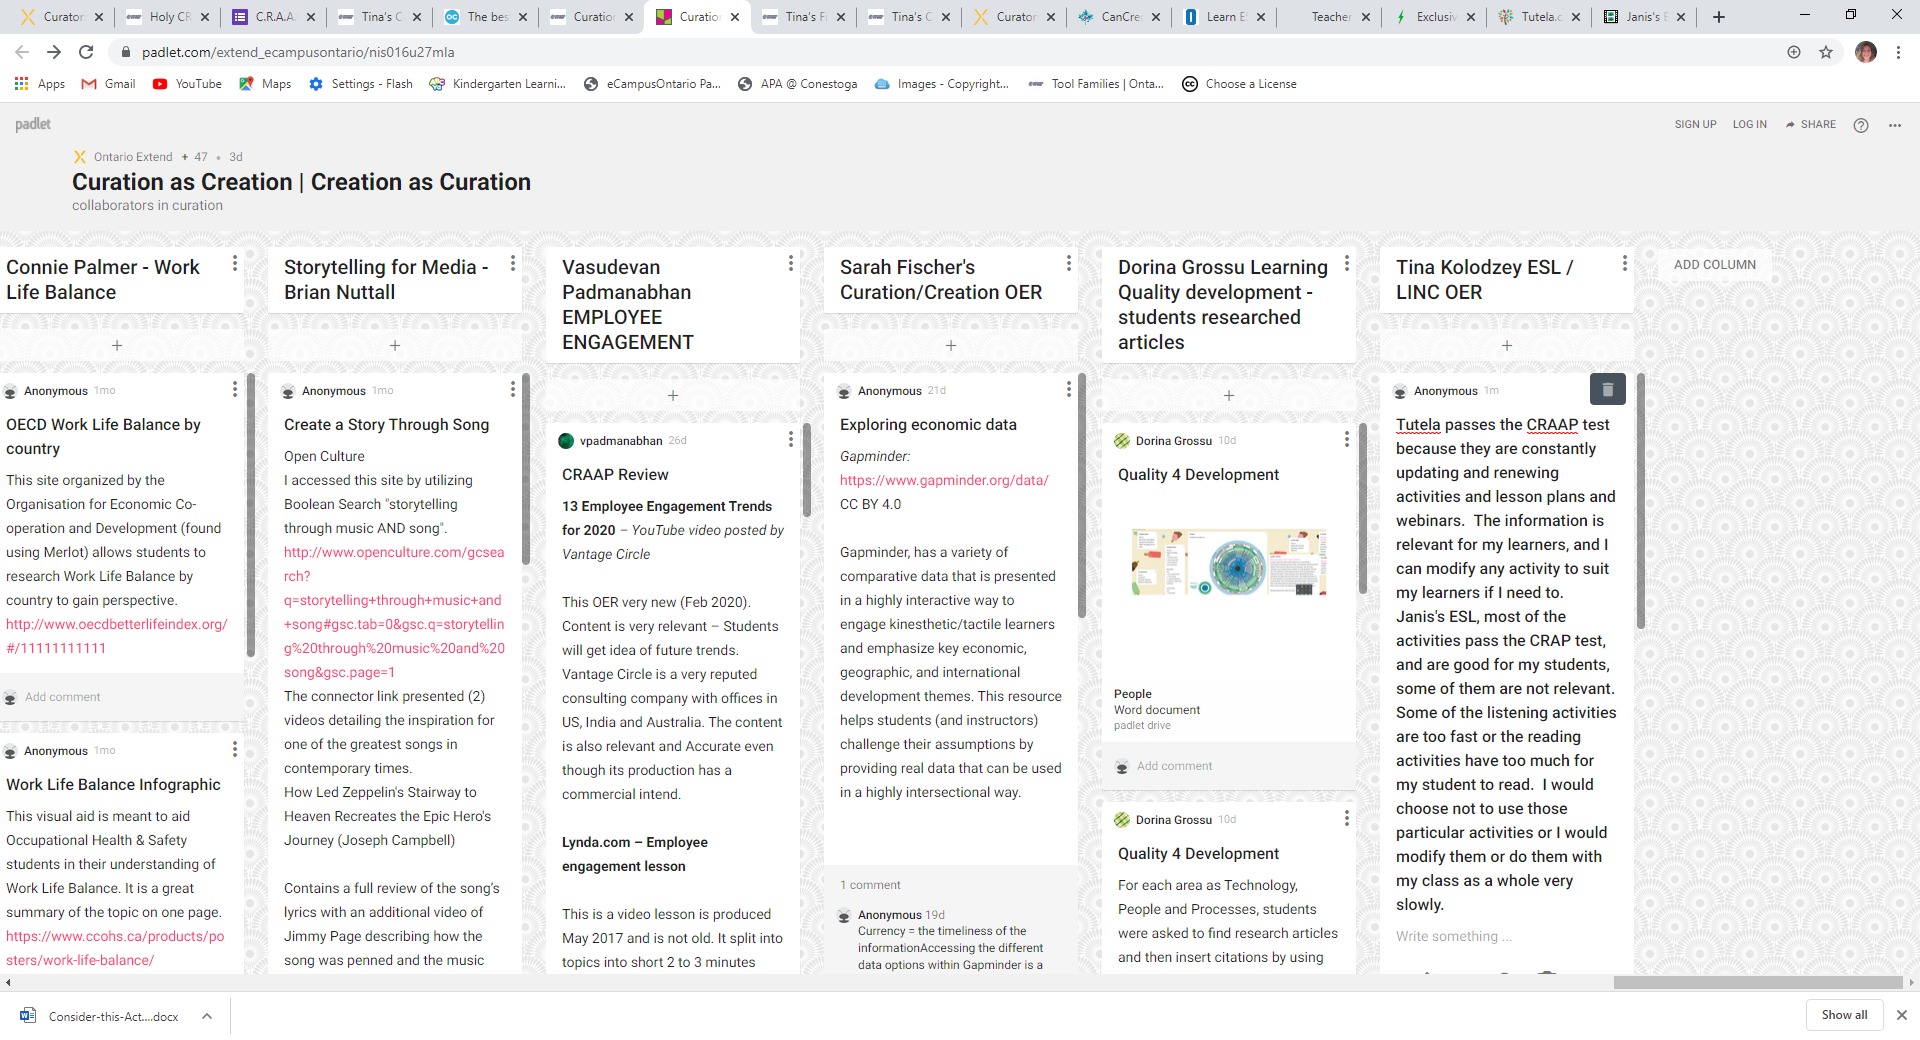 Curator
Holy CR
C.R.A.A.
Tina's C
The bes
Curation
Curation
Tina's Fi
Tina's C
Curator
CanCre
Learn E
Teacher
Exclusiv
Tutela.c
Janis's E
padlet.com/extend_ecampusontario/nis016u27mla
Apps
Gmail
YouTube
Maps
Settings - Flash
Kindergarten Learni...
eCampusOntario Pa...
APA @ Conestoga
Images - Copyright...
Tool Families | Onta...
Choose a License
padlet
SIGN UP
LOG IN
SHARE
Ontario Extend + 47 • 3d
Curation as Creation | Creation as Curation
collaborators in curation
Connie Palmer - Work
Life Balance
+
Anonymous 1mo
OECD Work Life Balance by
country
This site organized by the
Organisation for Economic Co-
operation and Development (found
using Merlot) allows students to
research Work Life Balance by
country to gain perspective.
http://www.oecdbetterlifeindex.org/
#/11111111111
Add comment
Anonymous 1mo
Work Life Balance Infographic
This visual aid is meant to aid
Occupational Health & Safety
students in their understanding of
Work Life Balance. It is a great
summary of the topic on one page.
https://www.ccohs.ca/products/po
sters/work-life-balance/
Storytelling for Media -
Brian Nuttall
+
Anonymous 1mo
Create a Story Through Song
Open Culture
I accessed this site by utilizing
Boolean Search "storytelling
through music AND song".
http://www.openculture.com/gcsea
rch?
q=storytelling+through+music+and
+song#gsc.tab=0&gsc.q=storytellin
g%20through%20music%20and%20
song&gsc.page=1
The connector link presented (2)
videos detailing the inspiration for
one of the greatest songs in
contemporary times.
How Led Zeppelin's Stairway to
Heaven Recreates the Epic Hero's
Journey (Joseph Campbell)
Contains a full review of the song's
lyrics with an additional video of
Jimmy Page describing how the
song was penned and the music
Vasudevan
Padmanabhan
EMPLOYEE
ENGAGEMENT
+
vpadmanabhan 26d
CRAAP Review
13 Employee Engagement Trends
for 2020 – YouTube video posted by
Vantage Circle
This OER very new (Feb 2020).
Content is very relevant – Students
will get idea of future trends.
Vantage Circle is a very reputed
consulting company with offices in
US, India and Australia. The content
is also relevant and Accurate even
though its production has a
commercial intend.
Lynda.com – Employee
engagement lesson
This is a video lesson is produced
May 2017 and is not old. It split into
topics into short 2 to 3 minutes
Sarah Fischer's
Curation/Creation OER
+
Anonymous 21d
Exploring economic data
Gapminder:
https://www.gapminder.org/data/
CC BY 4.0
Gapminder, has a variety of
comparative data that is presented
in a highly interactive way to
engage kinesthetic/tactile learners
and emphasize key economic,
geographic, and international
development themes. This resource
helps students (and instructors)
challenge their assumptions by
providing real data that can be used
in a highly intersectional way.
1 comment
Anonymous 19d
Currency = the timeliness of the
informationAccessing the different
data options within Gapminder is a
Dorina Grossu Learning
Quality development -
students researched
articles
+
Dorina Grossu 10d
Quality 4 Development
People
Word document
padlet drive
Add comment
Dorina Grossu 10d
Quality 4 Development
For each area as Technology,
People and Processes, students
were asked to find research articles
and then insert citations by using
Tina Kolodzey ESL /
LINC OER
+
Anonymous 1m
Tutela passes the CRAAP test
because they are constantly
updating and renewing
activities and lesson plans and
webinars. The information is
relevant for my learners, and I
can modify any activity to suit
my learners if I need to.
Janis's ESL, most of the
activities pass the CRAP test,
and are good for my students,
some of them are not relevant.
Some of the listening activities
are too fast or the reading
activities have too much for
my student to read. I would
choose not to use those
particular activities or I would
modify them or do them with
my class as a whole very
slowly.
Write something ...
ADD COLUMN
Consider-this-Act....docx
Show all